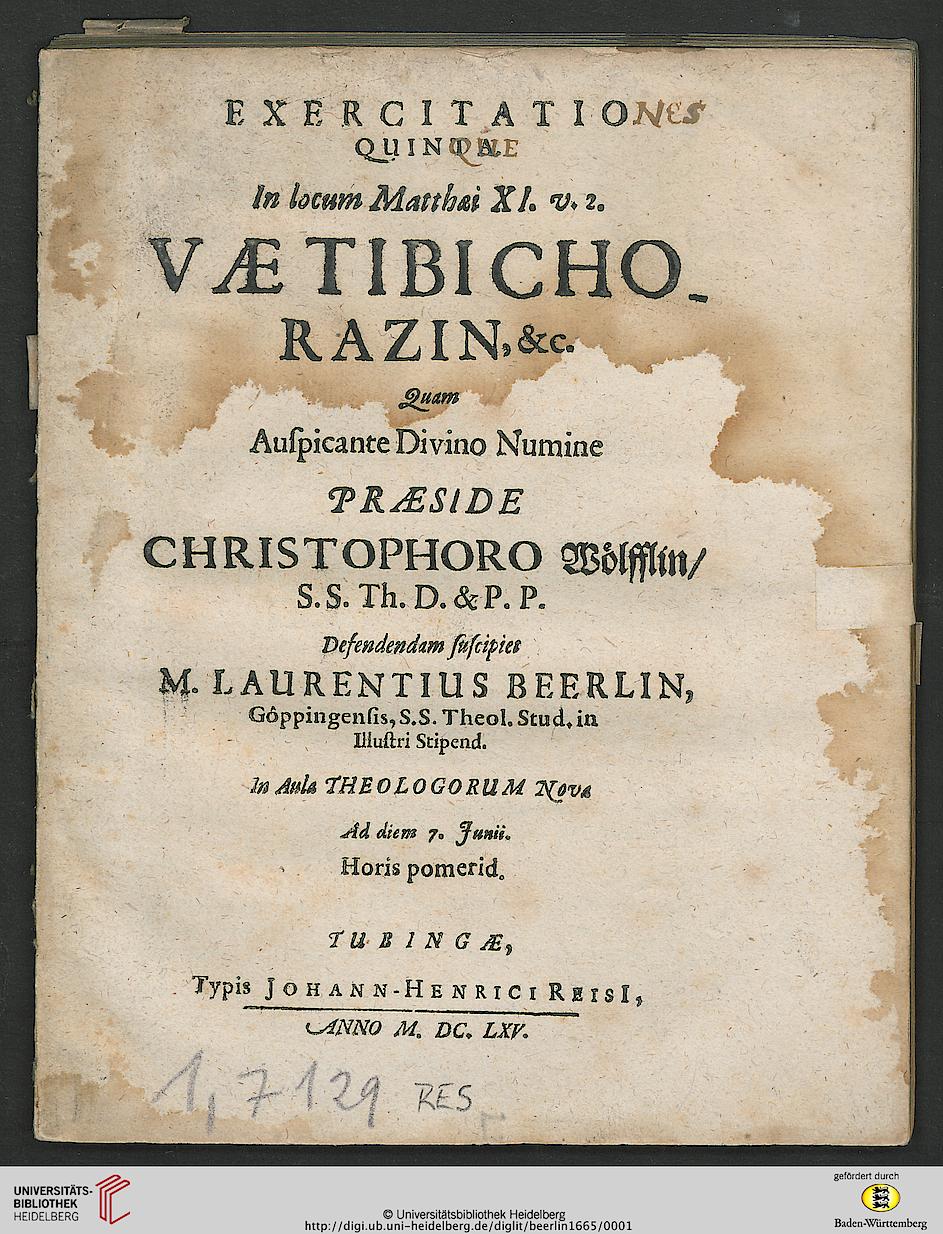 EXERCITATIONES
QUINQUE
In locum Matthæi XI. v. 2.
VÆ TIBI CHO-
RAZIN, &c.
Quam
Auſpicante Divino Numine
PRÆSIDE
CHRISTOPHORO Wôlfflin/
S. S. Th. D. & P. P.
Defendendam ſuſcipiet
M. LAURENTIUS BEERLIN,
Gôppingenſis, S.S. Theol. Stud. in
Illuſtri Stipend.
In Aula THEOLOGORUM Nova
Ad diem 7. Junii.
Horis pomerid.
TUBINGÆ,
Typis JOHANN-HENRICI REISI,
ANNO M. DC. LXV.
1, 7129 RES
UNIVERSITÄTS-
BIBLIOTHEK
HEIDELBERG
© Universitätsbibliothek Heidelberg
http://digi.ub.uni-heidelberg.de/diglit/beerlin1665/0001
gefördert durch
Baden-Württemberg